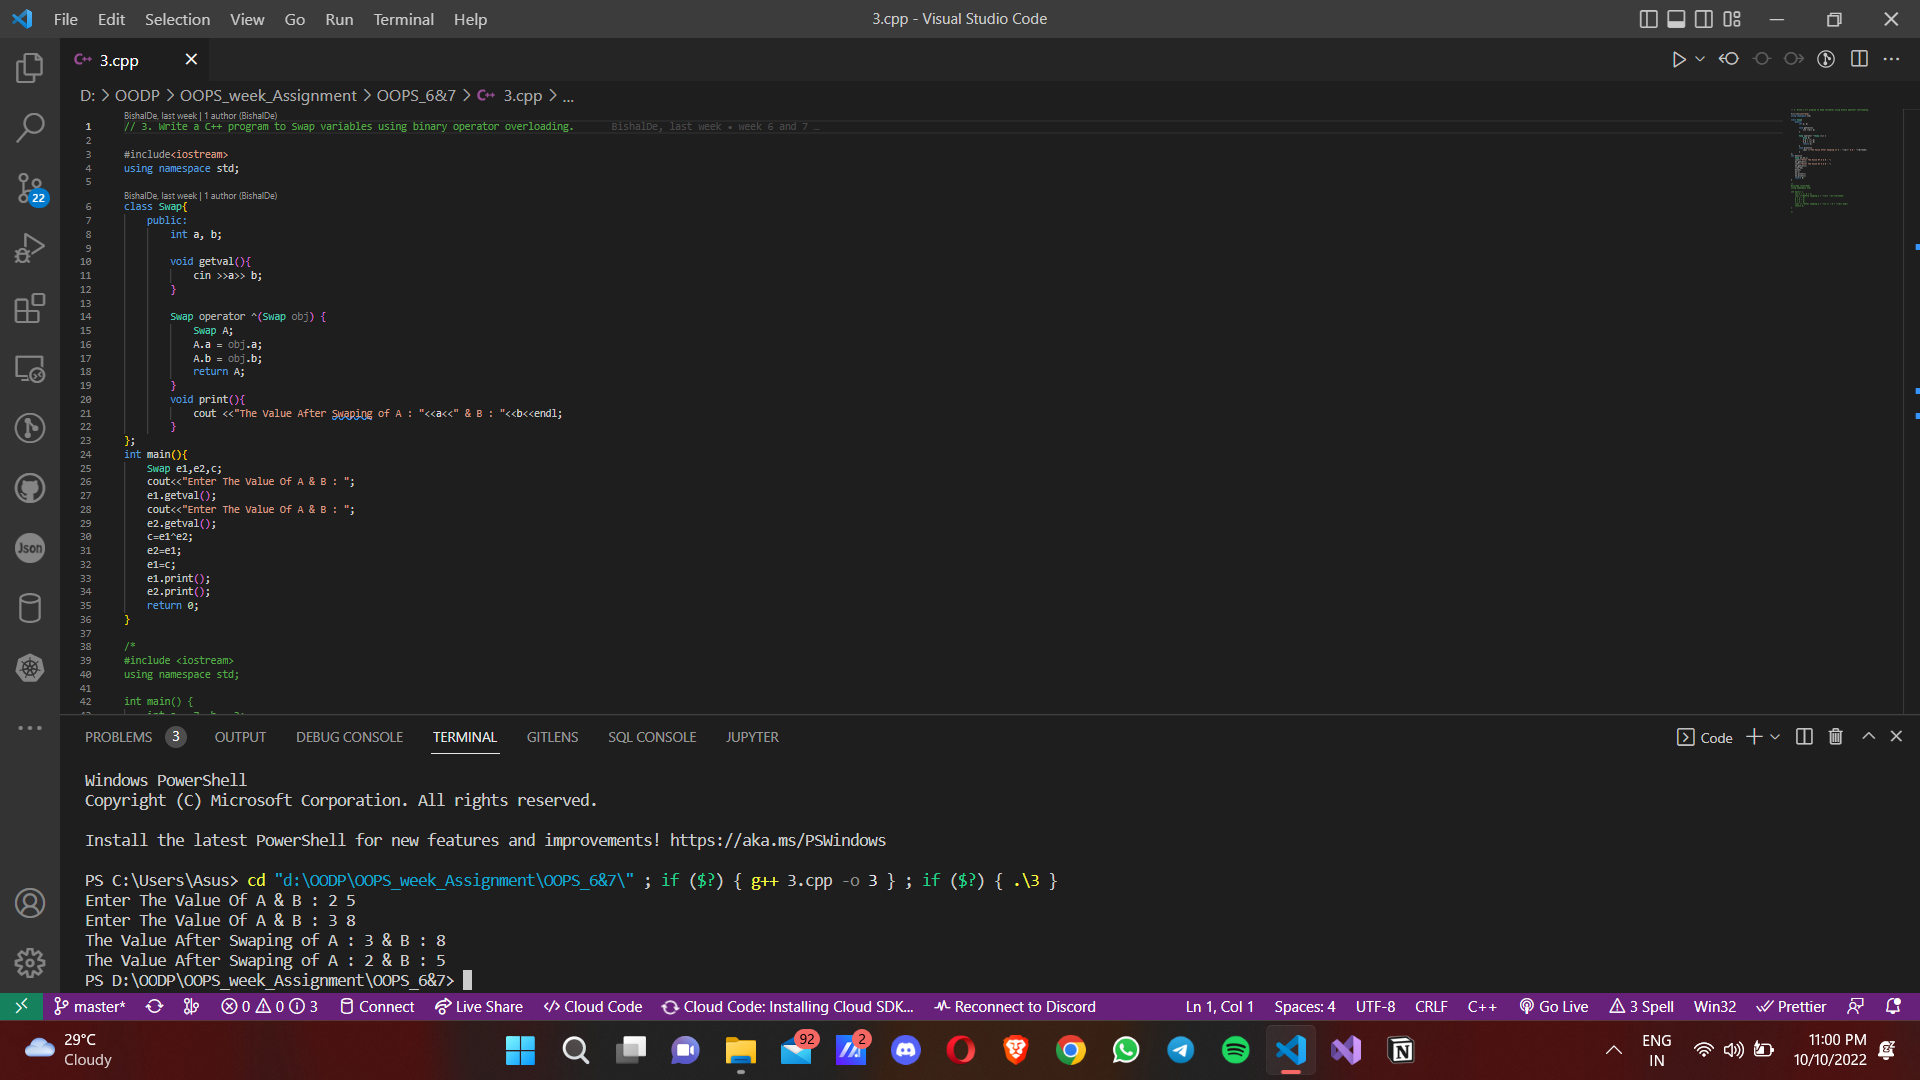 File Edit Selection View Go Run Terminal Help
3.cpp - Visual Studio Code
C++ 3.cpp
D: > OODP > OOPS_week_Assignment > OOPS_6&7 > C++ 3.cpp > ...
BishalDe, last week | 1 author (BishalDe)
1 // 3. Write a C++ program to Swap variables using binary operator overloading. BishalDe, last week • week 6 and 7 …
2
3 #include<iostream>
4 using namespace std;
5
BishalDe, last week | 1 author (BishalDe)
6 class Swap{
7 public:
8 int a, b;
9
10 void getval(){
11 cin >>a>> b;
12 }
13
14 Swap operator ^(Swap obj) {
15 Swap A;
16 A.a = obj.a;
17 A.b = obj.b;
18 return A;
19 }
20 void print(){
21 cout <<"The Value After Swaping of A : "<<a<<" & B : "<<b<<endl;
22 }
23 };
24 int main(){
25 Swap e1,e2,c;
26 cout<<"Enter The Value Of A & B : ";
27 e1.getval();
28 cout<<"Enter The Value Of A & B : ";
29 e2.getval();
30 c=e1^e2;
31 e2=e1;
32 e1=c;
33 e1.print();
34 e2.print();
35 return 0;
36 }
37
38 /*
39 #include <iostream>
40 using namespace std;
41
42 int main() {
22
Json
PROBLEMS 3 OUTPUT DEBUG CONSOLE TERMINAL GITLENS SQL CONSOLE JUPYTER
Code
Windows PowerShell
Copyright (C) Microsoft Corporation. All rights reserved.
Install the latest PowerShell for new features and improvements! https://aka.ms/PSWindows
PS C:\Users\Asus> cd "d:\OODP\OOPS_week_Assignment\OOPS_6&7\" ; if ($?) { g++ 3.cpp -o 3 } ; if ($?) { .\3 }
Enter The Value Of A & B : 2 5
Enter The Value Of A & B : 3 8
The Value After Swaping of A : 3 & B : 8
The Value After Swaping of A : 2 & B : 5
PS D:\OODP\OOPS_week_Assignment\OOPS_6&7>
master* 0 0 3 Connect Live Share Cloud Code Cloud Code: Installing Cloud SDK... Reconnect to Discord Ln 1, Col 1 Spaces: 4 UTF-8 CRLF C++ Go Live 3 Spell Win32 Prettier
29°C
Cloudy
92
2
ENG
IN
11:00 PM
10/10/2022